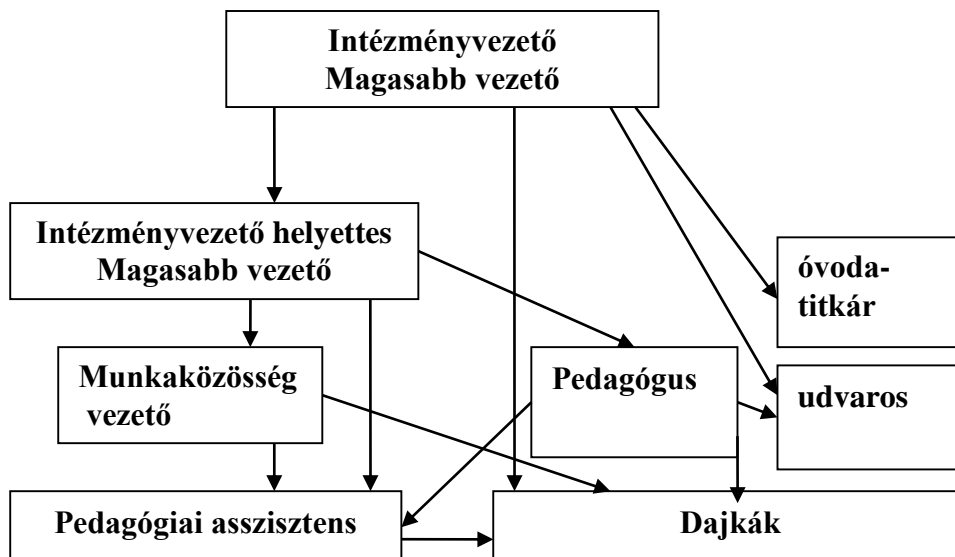 Intézményvezető
Magasabb vezető
Intézményvezető helyettes
Magasabb vezető
óvoda-
titkár
Munkaközösség
vezető
Pedagógus
udvaros
Pedagógiai asszisztens
Dajkák